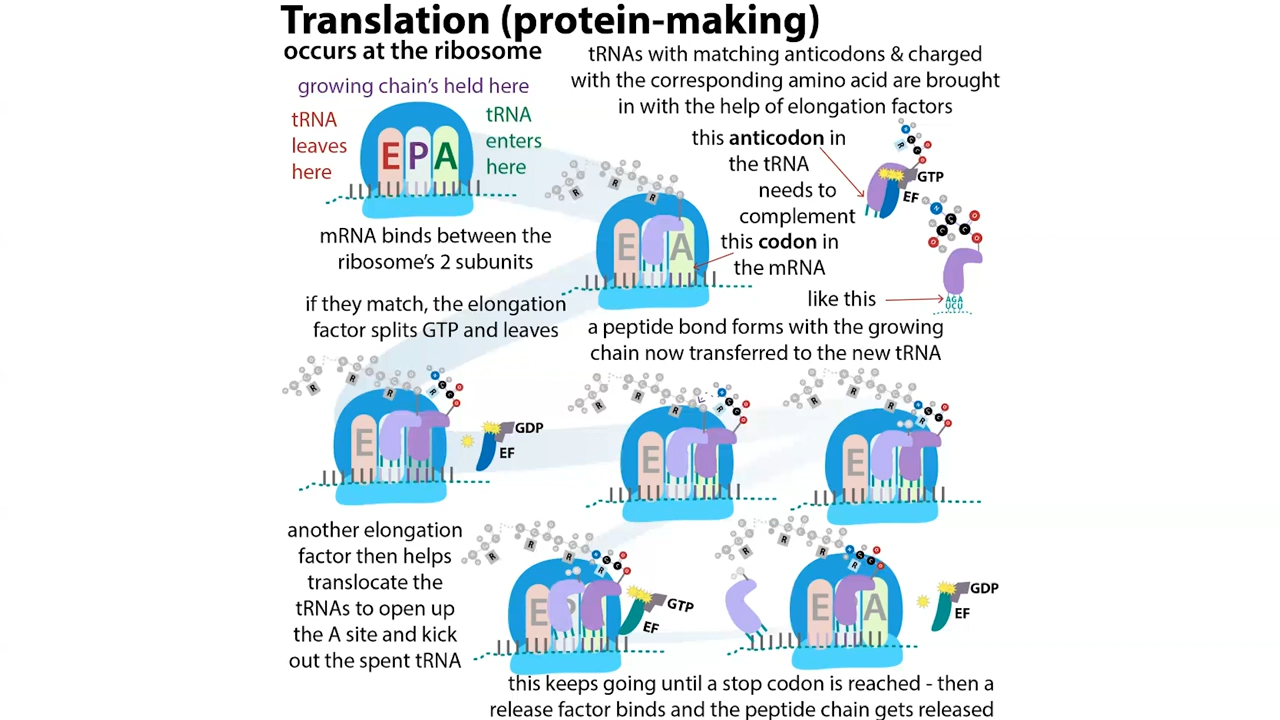 Translation (protein-making)
occurs at the ribosome
growing chain's held here
tRNA
leaves
here
E P A
tRNA
enters
here
mRNA binds between the
ribosome's 2 subunits
tRNAs with matching anticodons & charged
with the corresponding amino acid are brought
in with the help of elongation factors
this anticodon in
the tRNA
needs to
complement
this codon in
the mRNA
like this
GTP
EF
AGA
UCU
R
R
R
E A
if they match, the elongation
factor splits GTP and leaves
R
R
R
R
E
GDP
EF
a peptide bond forms with the growing
chain now transferred to the new tRNA
R
R
R
R
E
R
R
R
R
E
another elongation
factor then helps
translocate the
tRNAs to open up
the A site and kick
out the spent tRNA
R
R
R
R
E P
GTP
EF
R
R
R
R
E A
GDP
EF
this keeps going until a stop codon is reached - then a
release factor binds and the peptide chain gets released